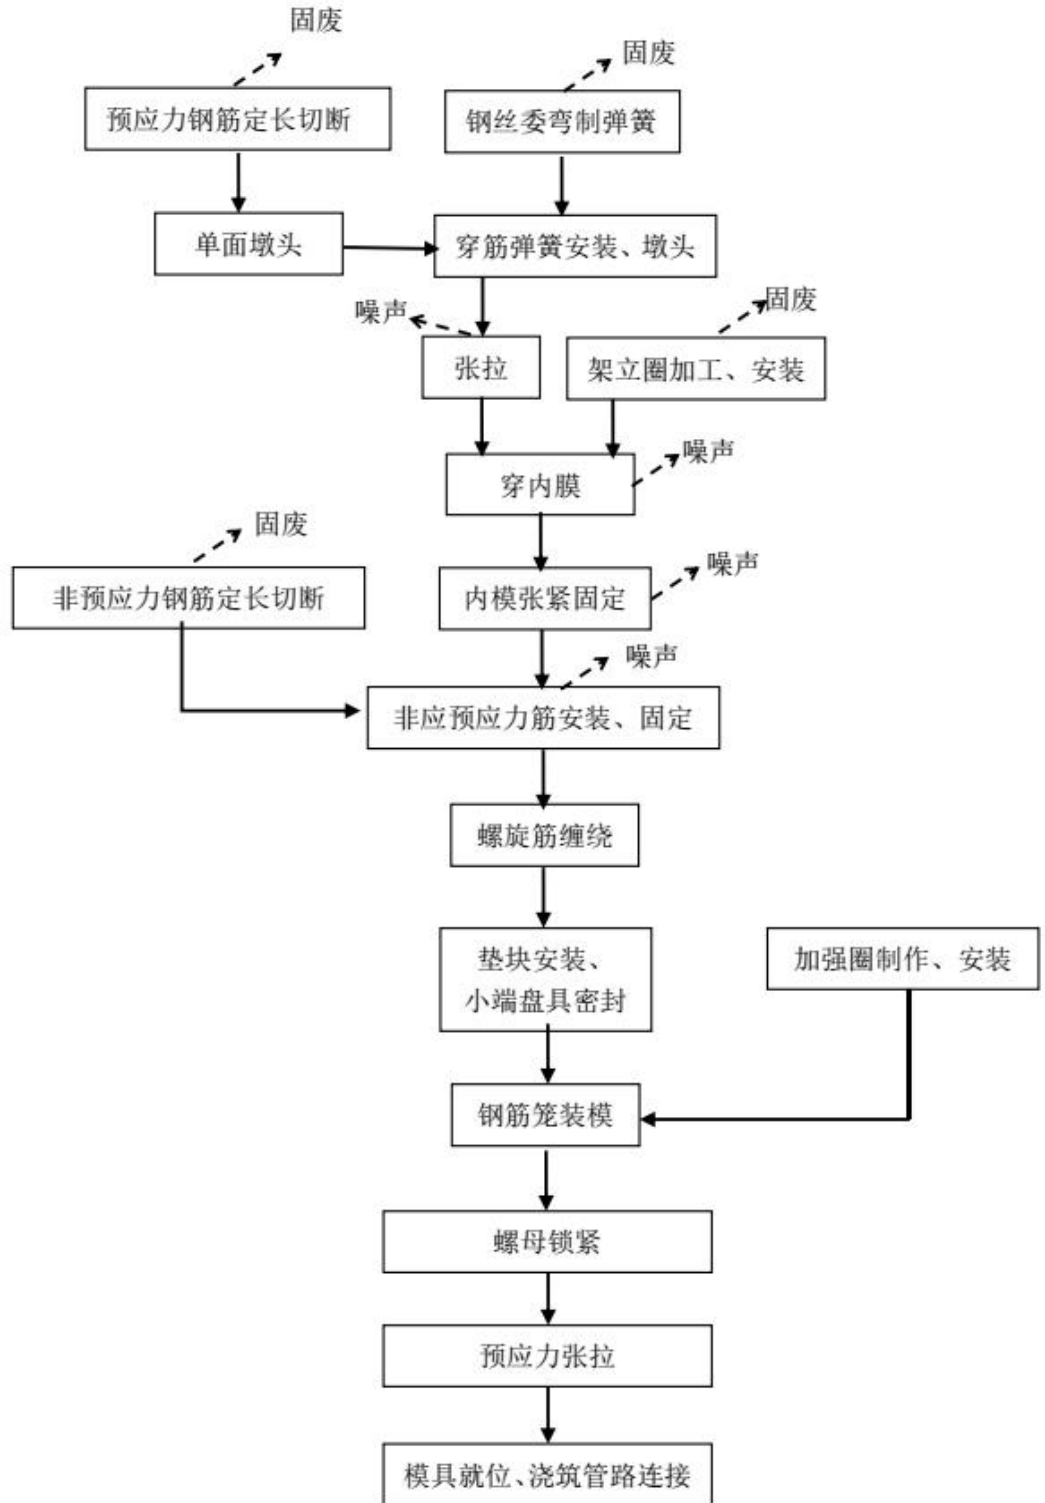 固废
固废
预应力钢筋定长切断
钢丝委弯制弹簧
单面墩头
穿筋弹簧安装、墩头
噪声
固废
张拉
架立圈加工、安装
噪声
穿内膜
固废
噪声
非预应力钢筋定长切断
内模张紧固定
噪声
非应预应力筋安装、固定
螺旋筋缠绕
垫块安装、
小端盘具密封
加强圈制作、安装
钢筋笼装模
螺母锁紧
预应力张拉
模具就位、浇筑管路连接